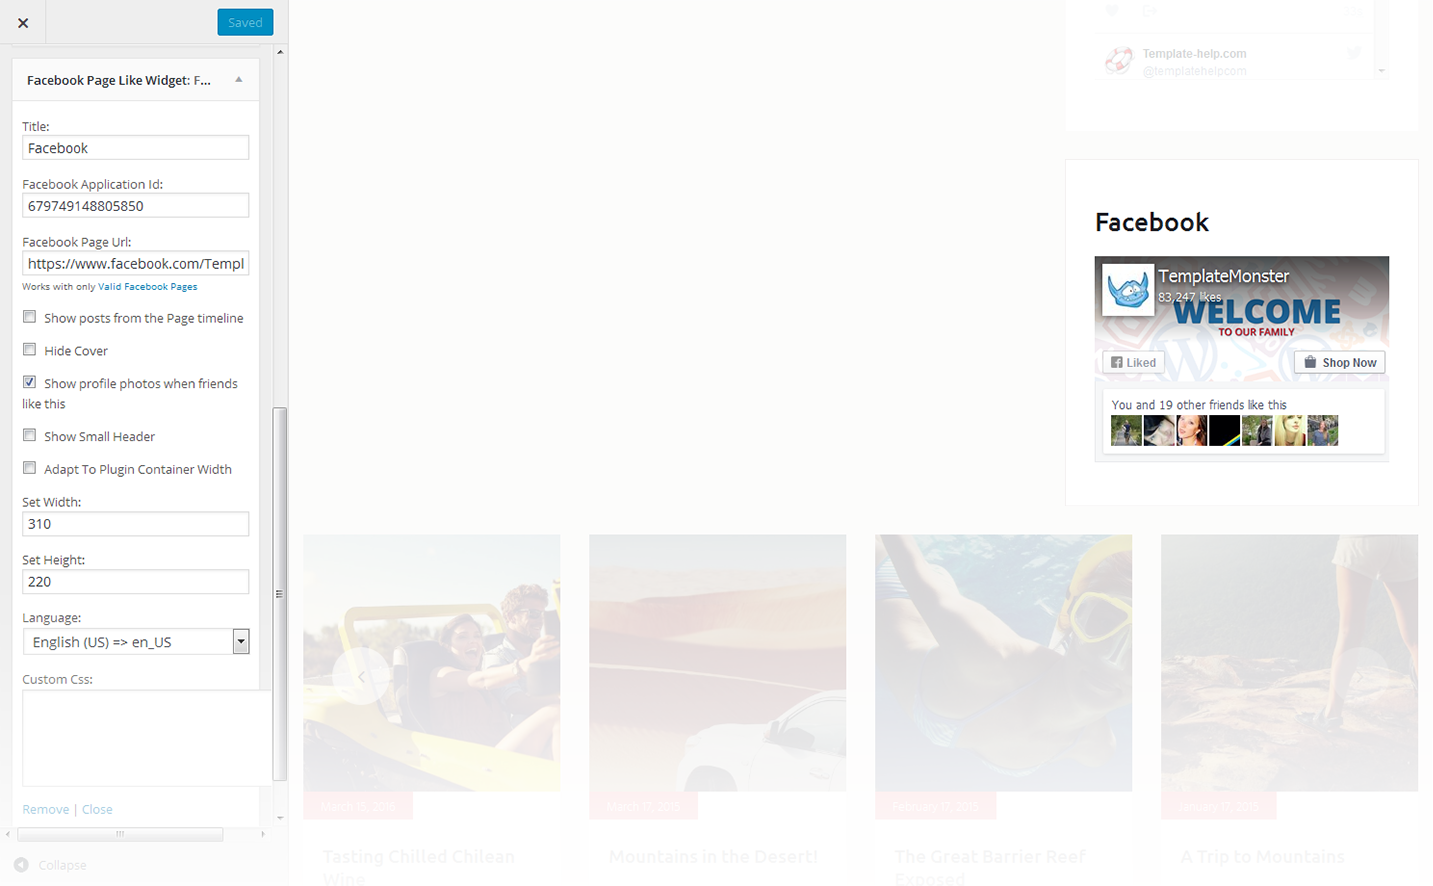 Saved
Facebook Page Like Widget: F...
Title:
Facebook
Facebook Application Id:
679749148805850
Facebook Page Url:
https://www.facebook.com/Templ
Works with only Valid Facebook Pages
Show posts from the Page timeline
Hide Cover
Show profile photos when friends
like this
Show Small Header
Adapt To Plugin Container Width
Set Width:
310
Set Height:
220
Language:
English (US) => en_US
Custom Css:
Remove | Close
Collapse
Template-help.com
@templatehelpcom
Facebook
TemplateMonster
83,247 likes
WELCOME
TO OUR FAMILY
Liked
Shop Now
You and 19 other friends like this
March 17, 2015
Tasting Chilled Chilean
Wine
Mountains in the Desert!
The Great Barrier Reef
Exposed
A Trip to Mountains